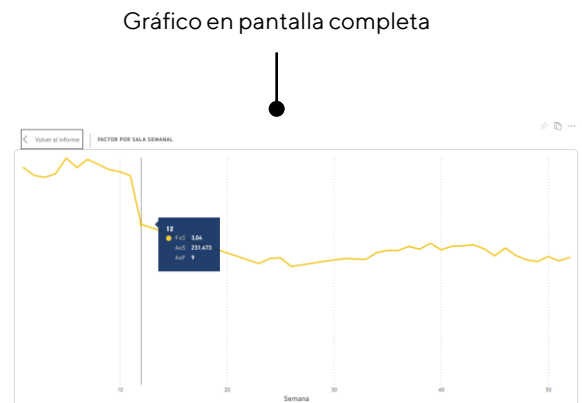 Gráfico en pantalla completa
Volver al informe
FACTOR POR SALA SEMANAL
12
FxS 3,04
AxS 231.472
AxF 9
10
20
30
40
50
Semana